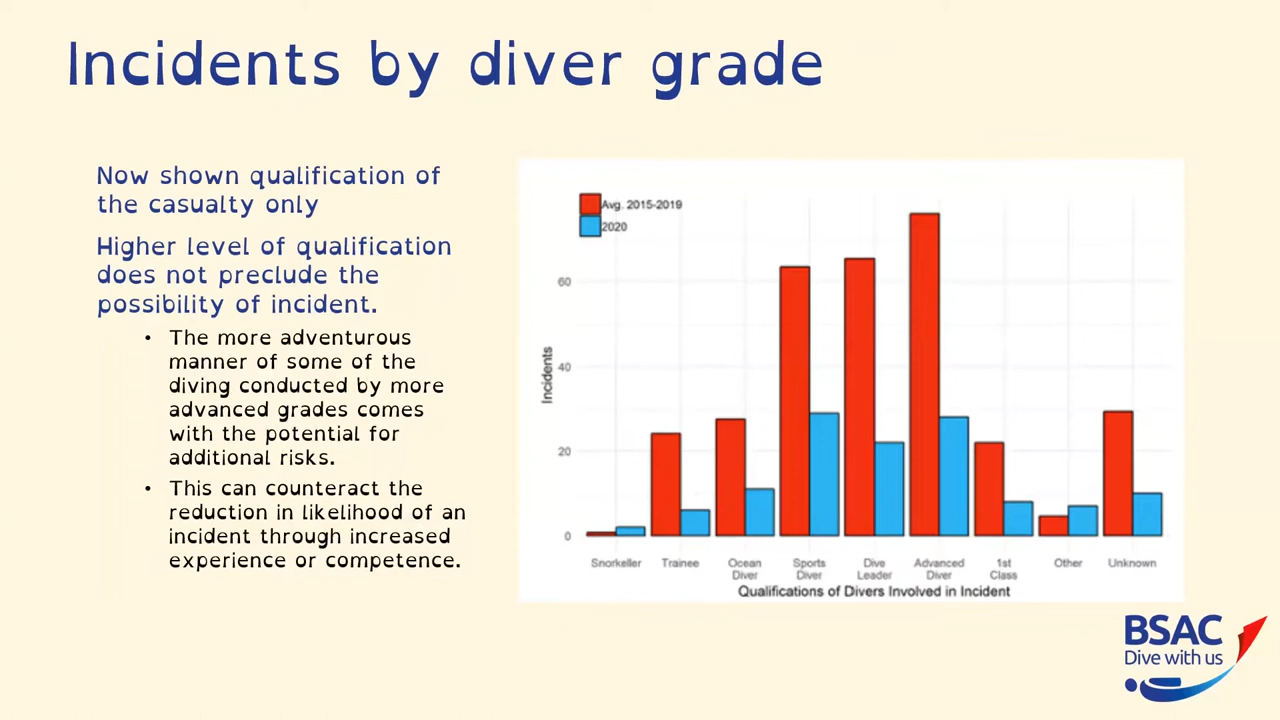 Incidents by diver grade
Now shown qualification of
the casualty only
Higher level of qualification
does not preclude the
possibility of incident.
• The more adventurous
manner of some of the
diving conducted by more
advanced grades comes
with the potential for
additional risks.
• This can counteract the
reduction in likelihood of an
incident through increased
experience or competence.
Avg. 2015-2019
2020
Incidents
60
40
20
0
Snorkeller
Trainee
Ocean
Diver
Sports
Diver
Dive
Leader
Advanced
Diver
1st
Class
Other
Unknown
Qualifications of Divers Involved in Incident
BSAC
Dive with us